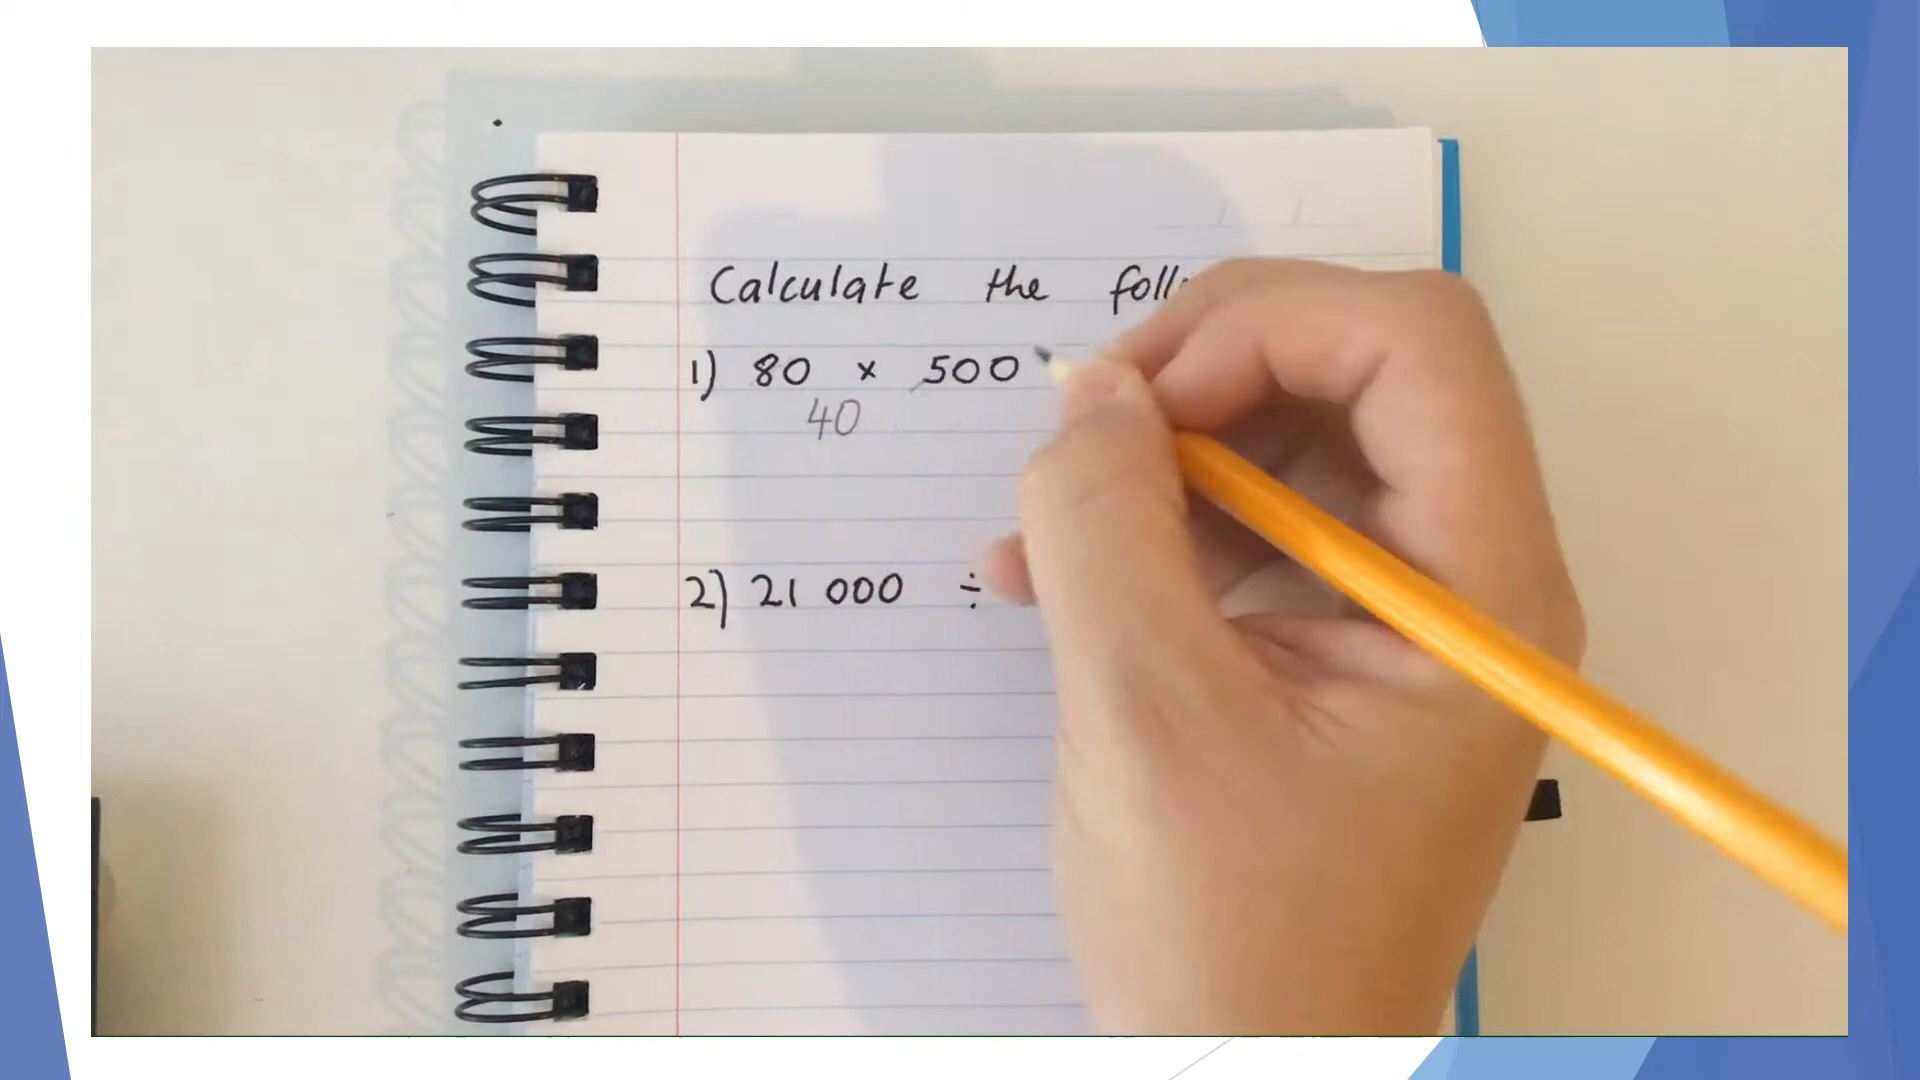 Calculate the
1) 80 × 500
40
2) 21 000 ÷